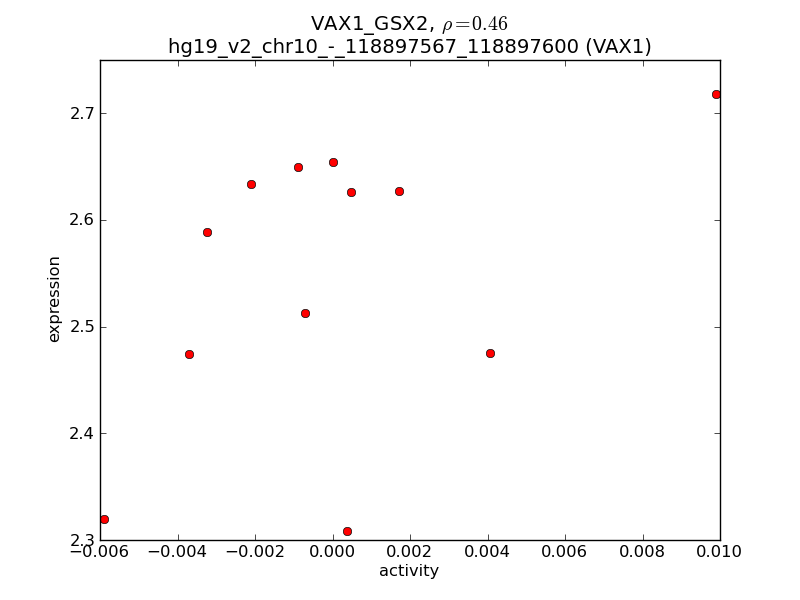 VAX1_GSX2, ρ=0.46
hg19_v2_chr10_-_118897567_118897600 (VAX1)
2.7
2.6
2.5
2.4
2.3
expression
−0.006 −0.004 −0.002 0.000 0.002 0.004 0.006 0.008 0.010
activity